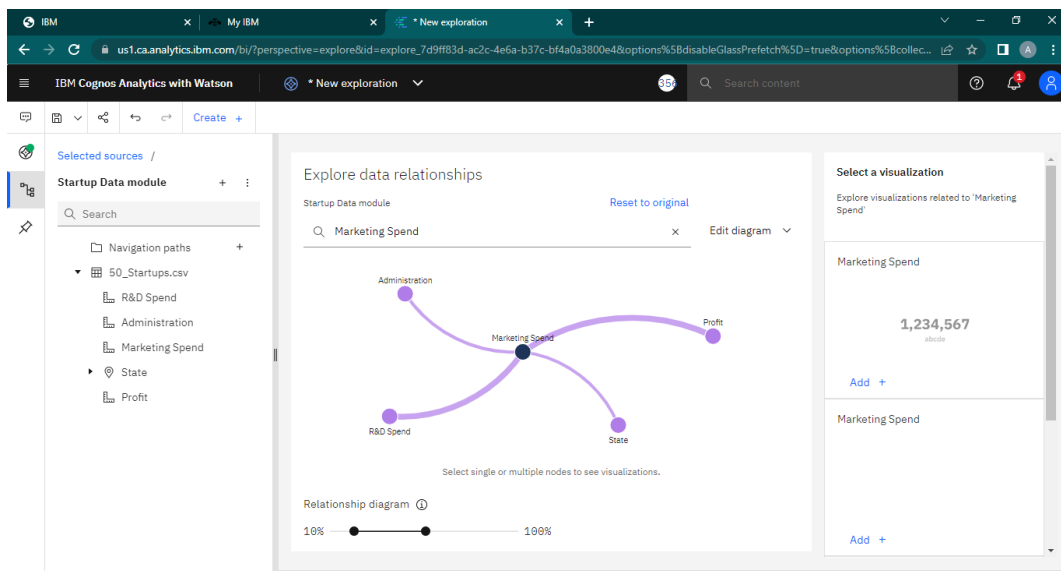 IBM
My IBM
* New exploration
us1.ca.analytics.ibm.com/bi/?perspective=explore&id=explore_7d9ff83d-ac2c-4e6a-b37c-bf4a0a3800e4&options%5BdisableGlassPrefetch%5D=true&options%5Bcollec...
A
IBM Cognos Analytics with Watson
* New exploration
356
Search content
1
Create +
Selected sources /
Startup Data module
Search
Navigation paths
50_Startups.csv
R&D Spend
Administration
Marketing Spend
State
Profit
Explore data relationships
Startup Data module
Reset to original
Marketing Spend
Edit diagram
Administration
Profit
Marketing Spend
R&D Spend
State
Select single or multiple nodes to see visualizations.
Relationship diagram
10%
100%
Select a visualization
Explore visualizations related to 'Marketing
Spend'
Marketing Spend
1,234,567
abcde
Add +
Marketing Spend
Add +